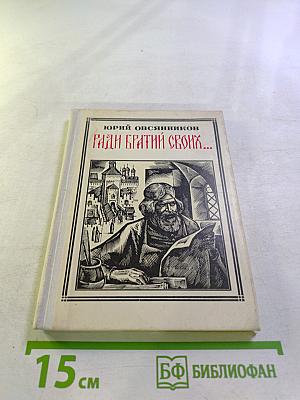 ЮРИЙ ОВСЯННИКОВ
РАДИ БРАТИЙ СВОИХ...
15 см
БФ БИБЛИОФАН